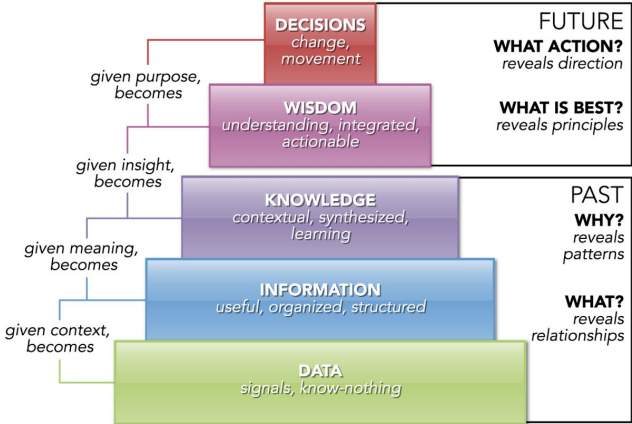 DECISIONS
change,
movement
FUTURE
WHAT ACTION?
reveals direction
given purpose,
becomes
WISDOM
understanding, integrated,
actionable
WHAT IS BEST?
reveals principles
given insight,
becomes
KNOWLEDGE
contextual, synthesized,
learning
PAST
WHY?
reveals
patterns
given meaning,
becomes
INFORMATION
useful, organized, structured
WHAT?
reveals
relationships
given context,
becomes
DATA
signals, know-nothing